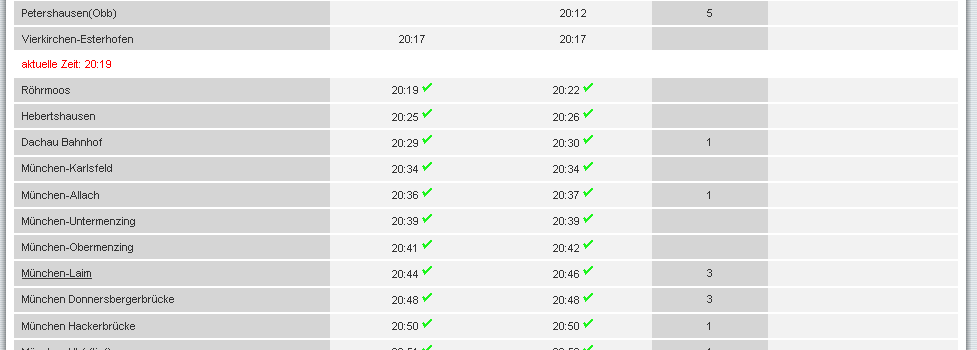 Petershausen(Obb) 20:12 5
Vierkirchen-Esterhofen 20:17 20:17
aktuelle Zeit: 20:19
Röhrmoos 20:19 20:22
Hebertshausen 20:25 20:26
Dachau Bahnhof 20:29 20:30 1
München-Karlsfeld 20:34 20:34
München-Allach 20:36 20:37 1
München-Untermenzing 20:39 20:39
München-Obermenzing 20:41 20:42
München-Laim 20:44 20:46 3
München Donnersbergerbrücke 20:48 20:48 3
München Hackerbrücke 20:50 20:50 1